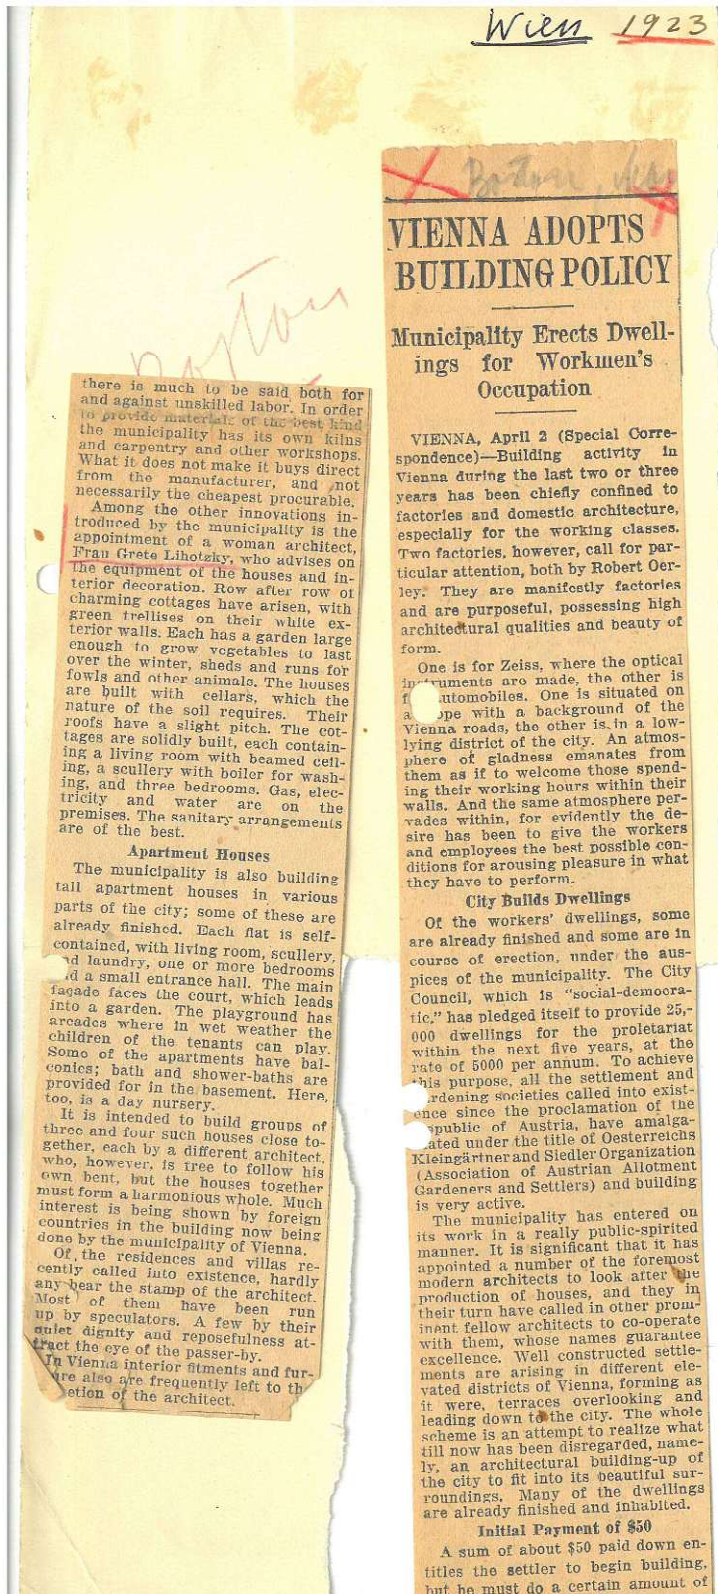 Wien 1923
Boston
VIENNA ADOPTS
BUILDING POLICY
Municipality Erects Dwell-
ings for Workmen's
Occupation
VIENNA, April 2 (Special Corre-
spondence)—Building activity in
Vienna during the last two or three
years has been chiefly confined to
factories and domestic architecture,
especially for the working classes.
Two factories, however, call for par-
ticular attention, both by Robert Oer-
ley. They are manifestly factories
and are purposeful, possessing high
architectural qualities and beauty of
form.
One is for Zeiss, where the optical
instruments are made, the other is
f automobiles. One is situated on
a ope with a background of the
Vienna roads, the other is in a low-
lying district of the city. An atmos-
phere of gladness emanates from
them as if to welcome those spend-
ing their working hours within their
walls. And the same atmosphere per-
vades within, for evidently the de-
sire has been to give the workers
and employees the best possible con-
ditions for arousing pleasure in what
they have to perform.
City Builds Dwellings
Of the workers' dwellings, some
are already finished and some are in
course of erection, under the aus-
pices of the municipality. The City
Council, which is "social-democra-
tic," has pledged itself to provide 25,-
000 dwellings for the proletariat
within the next five years, at the
rate of 5000 per annum. To achieve
this purpose, all the settlement and
rdening societies called into exist-
ence since the proclamation of the
epublic of Austria, have amalga-
ated under the title of Oesterreichs
Kleingärtner and Siedler Organization
(Association of Austrian Allotment
Gardeners and Settlers) and building
is very active.
The municipality has entered on
its work in a really public-spirited
manner. It is significant that it has
appointed a number of the foremost
modern architects to look after the
production of houses, and they in
their turn have called in other prom-
inent fellow architects to co-operate
with them, whose names guarantee
excellence. Well constructed settle-
ments are arising in different ele-
vated districts of Vienna, forming as
it were, terraces overlooking and
leading down to the city. The whole
scheme is an attempt to realize what
till now has been disregarded, name-
ly, an architectural building-up of
the city to fit into its beautiful sur-
roundings. Many of the dwellings
are already finished and inhabited.
Initial Payment of $50
A sum of about $50 paid down en-
titles the settler to begin building,
but he must do a certain amount of
Boston
there is much to be said both for
and against unskilled labor. In order
to provide materials of the best kind
the municipality has its own kilns
and carpentry and other workshops.
What it does not make it buys direct
from the manufacturer, and not
necessarily the cheapest procurable.
Among the other innovations in-
troduced by the municipality is the
appointment of a woman architect,
Frau Grete Lihotzky, who advises on
the equipment of the houses and in-
terior decoration. Row after row of
charming cottages have arisen, with
green trellises on their white ex-
terior walls. Each has a garden large
enough to grow vegetables to last
over the winter, sheds and runs for
fowls and other animals. The houses
are built with cellars, which the
nature of the soil requires. Their
roofs have a slight pitch. The cot-
tages are solidly built, each contain-
ing a living room with beamed ceil-
ing, a scullery with boiler for wash-
ing, and three bedrooms. Gas, elec-
tricity and water are on the
premises. The sanitary arrangements
are of the best.
Apartment Houses
The municipality is also building
tall apartment houses in various
parts of the city; some of these are
already finished. Each flat is self-
contained, with living room, scullery,
nd laundry, one or more bedrooms
d a small entrance hall. The main
façade faces the court, which leads
into a garden. The playground has
arcades where in wet weather the
children of the tenants can play.
Some of the apartments have bal-
conies; bath and shower-baths are
provided for in the basement. Here,
too, is a day nursery.
It is intended to build groups of
three and four such houses close to-
gether, each by a different architect,
who, however, is free to follow his
own bent, but the houses together
must form a harmonious whole. Much
interest is being shown by foreign
countries in the building now being
done by the municipality of Vienna.
Of the residences and villas re-
cently called into existence, hardly
any bear the stamp of the architect.
Most of them have been run
up by speculators. A few by their
quiet dignity and reposefulness at-
tract the eye of the passer-by.
In Vienna interior fitments and fur-
ure also are frequently left to th
etion of the architect.